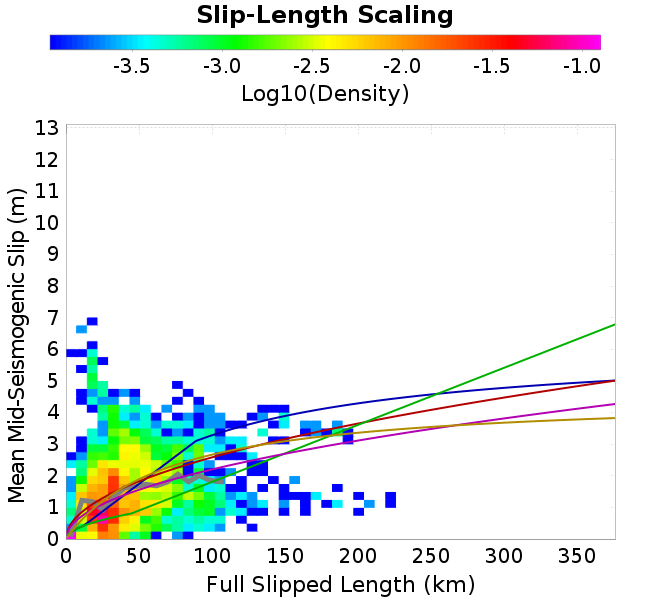 Slip-Length Scaling
-3.5 -3.0 -2.5 -2.0 -1.5 -1.0
Log10(Density)
13
12
11
10
9
8
7
6
5
4
3
2
1
0
Mean Mid-Seismogenic Slip (m)
0 50 100 150 200 250 300 350
Full Slipped Length (km)